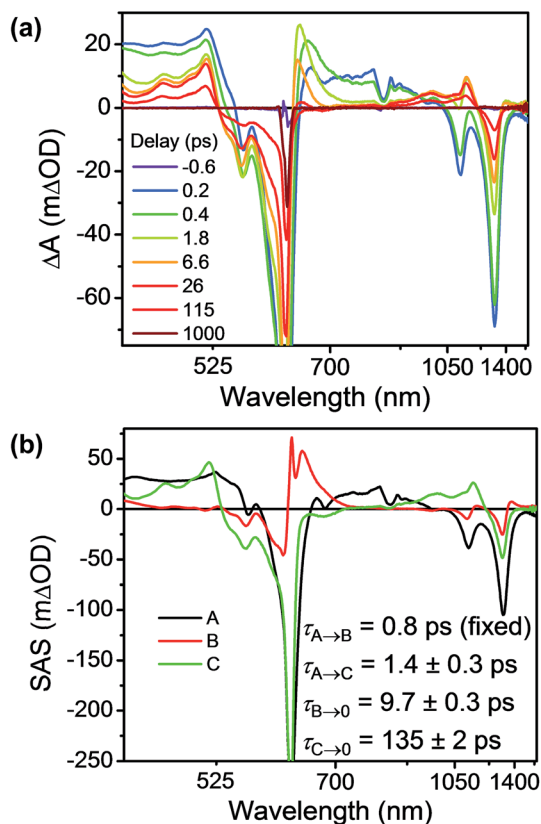 (a)
20
0
-20
-40
-60
ΔA (mΔOD)
Delay (ps)
-0.6
0.2
0.4
1.8
6.6
26
115
1000
525
700
1050
1400
Wavelength (nm)
(b)
50
0
-50
-100
-150
-200
-250
SAS (mΔOD)
A
B
C
τA→B = 0.8 ps (fixed)
τA→C = 1.4 ± 0.3 ps
τB→0 = 9.7 ± 0.3 ps
τC→0 = 135 ± 2 ps
525
700
1050
1400
Wavelength (nm)